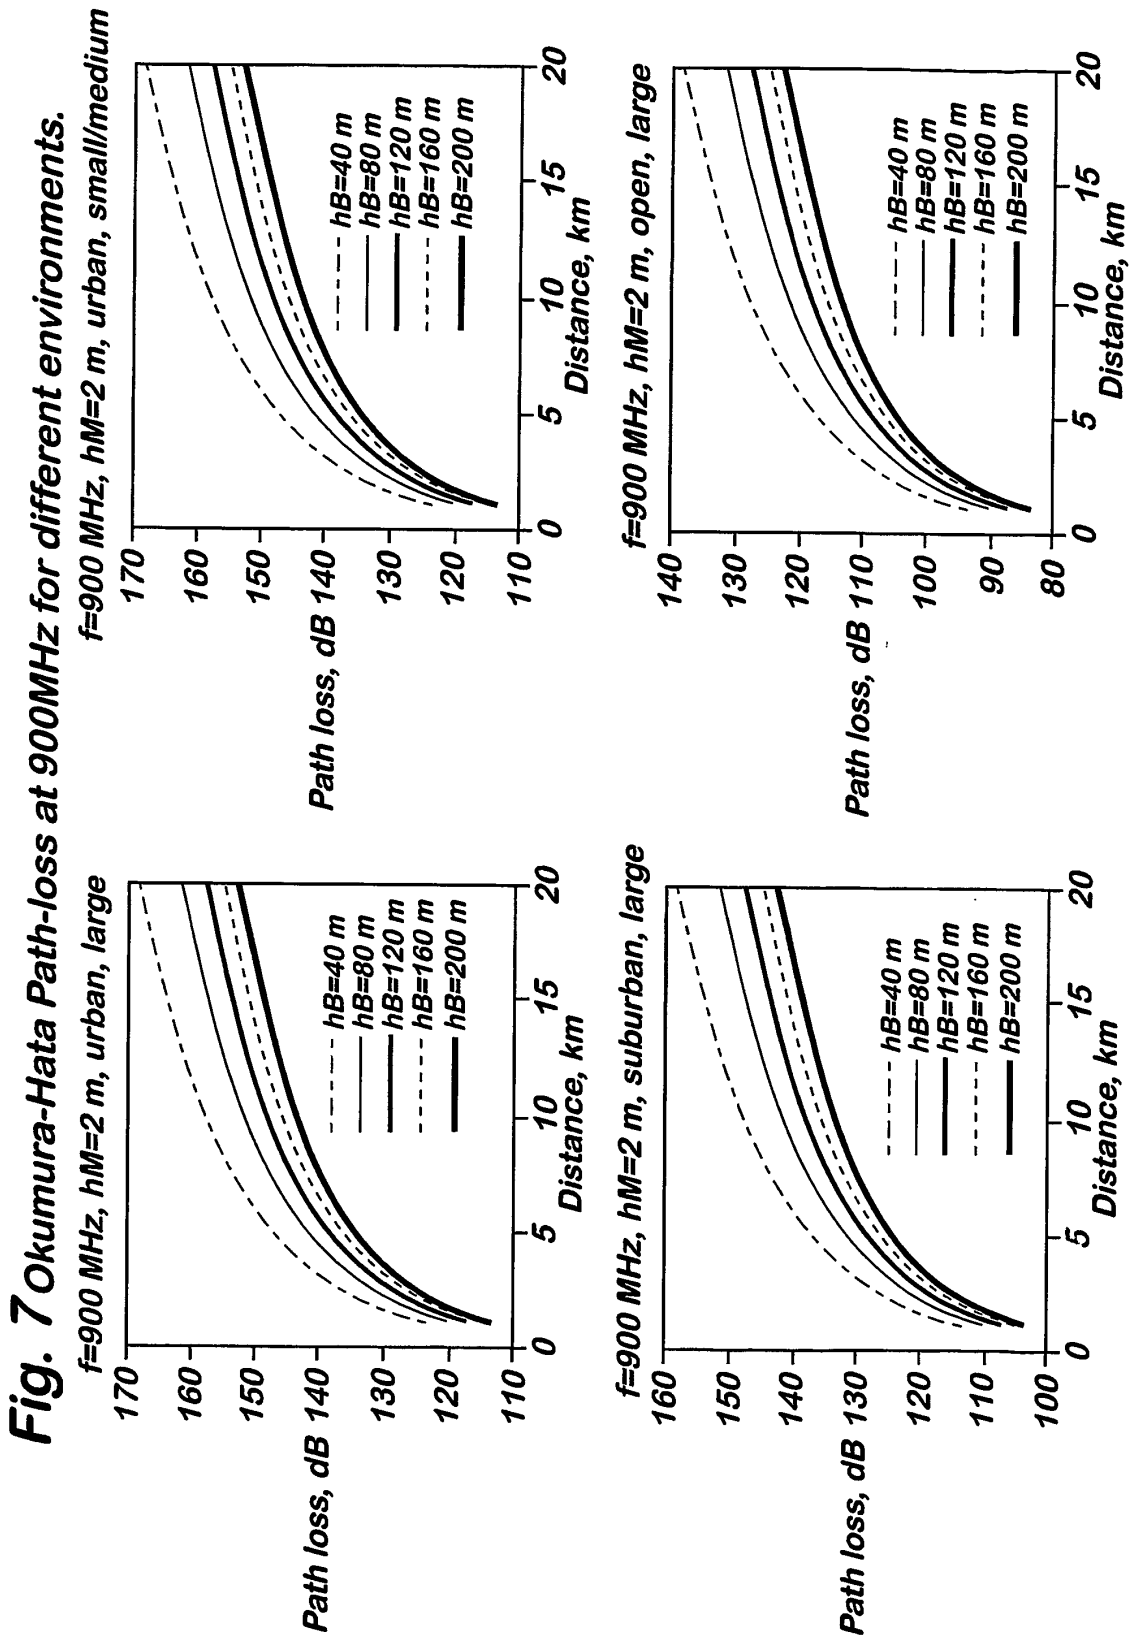 Fig. 7 Okumura-Hata Path-loss at 900MHz for different environments.
f=900 MHz, hM=2 m, urban, large
170
160
150
140
130
120
110
Path loss, dB
0
5
10
15
20
Distance, km
hB=40 m
hB=80 m
hB=120 m
hB=160 m
hB=200 m
f=900 MHz, hM=2 m, urban, small/medium
170
160
150
140
130
120
110
Path loss, dB
0
5
10
15
20
Distance, km
hB=40 m
hB=80 m
hB=120 m
hB=160 m
hB=200 m
f=900 MHz, hM=2 m, suburban, large
160
150
140
130
120
110
100
Path loss, dB
0
5
10
15
20
Distance, km
hB=40 m
hB=80 m
hB=120 m
hB=160 m
hB=200 m
f=900 MHz, hM=2 m, open, large
140
130
120
110
100
90
80
Path loss, dB
0
5
10
15
20
Distance, km
hB=40 m
hB=80 m
hB=120 m
hB=160 m
hB=200 m